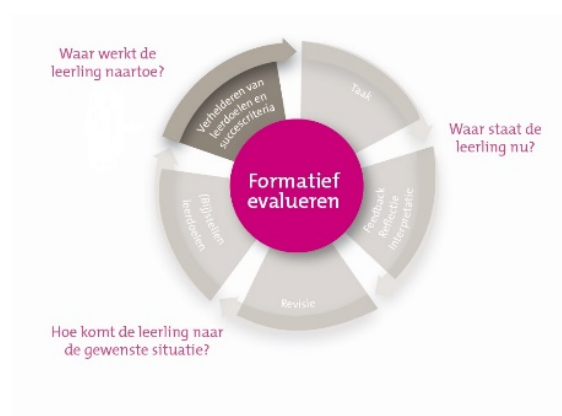 Waar werkt de
leerling naartoe?
Verhelderen van
leerdoelen en
succescriteria
Taak
Waar staat de
leerling nu?
Formatief
evalueren
Feedback
Reflectie
Interpretatie
(Bij)stellen
leerdoelen
Revisie
Hoe komt de leerling naar
de gewenste situatie?